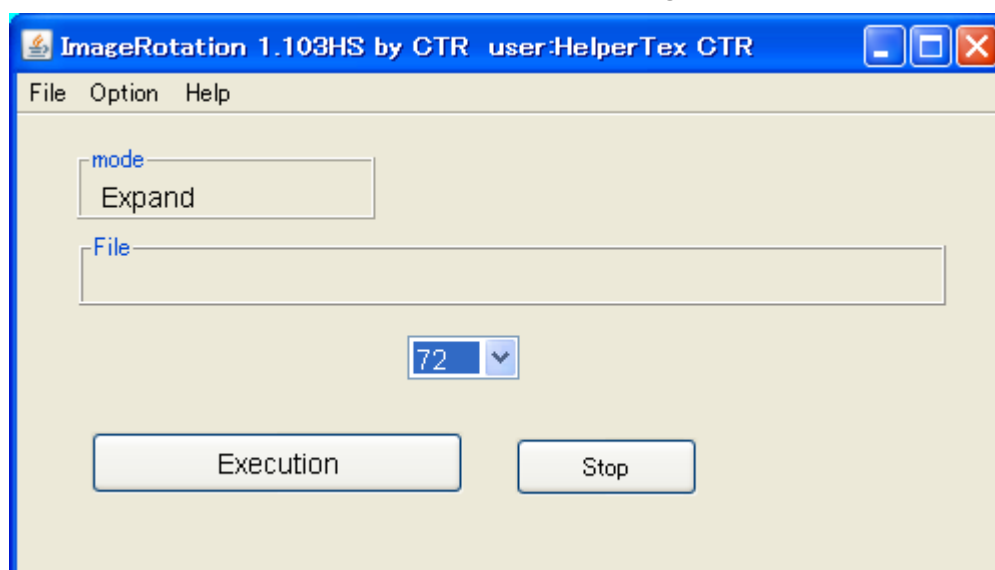 ImageRotation 1.103HS by CTR user:HelperTex CTR
File Option Help
mode
Expand
File
72
Execution Stop